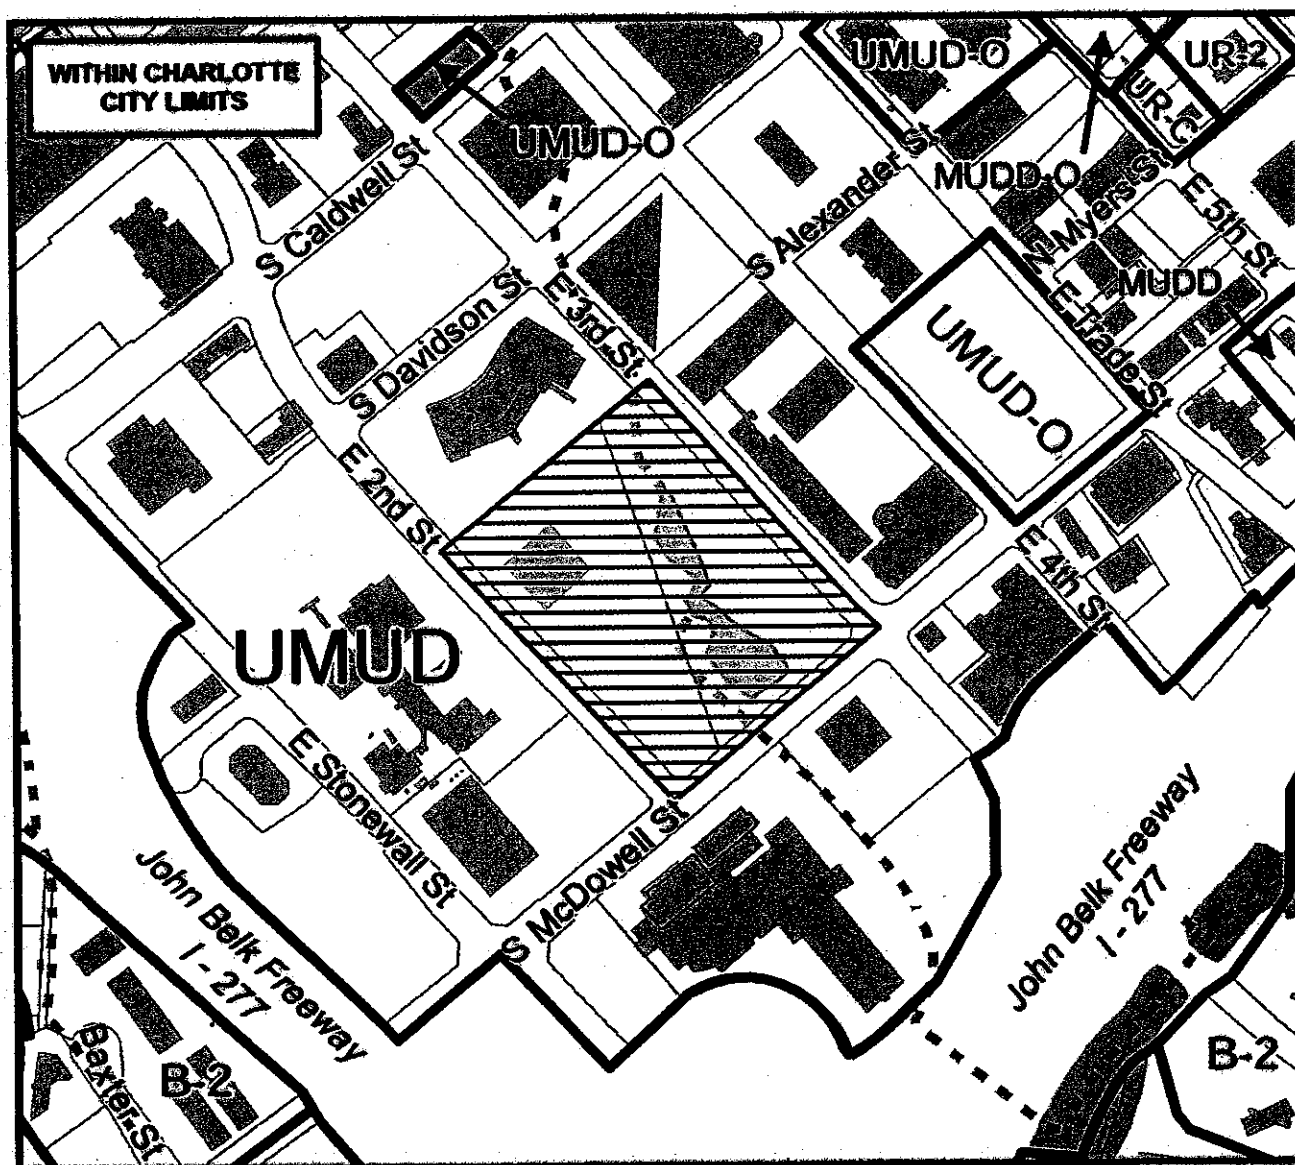 WITHIN CHARLOTTE
CITY LIMITS
UMUD-O
UR-2
UR-C
UMUD-O
MUDD-O
S Caldwell St
S Alexander St
N Myers St
E 5th St
MUDD
S Davidson St
E 3rd St
E Trade St
UMUD-O
E 2nd St
E 4th St
UMUD
E Stonewall St
S McDowell St
John Belk Freeway
I - 277
John Belk Freeway
I - 277
Baxter St
B-2
B-2